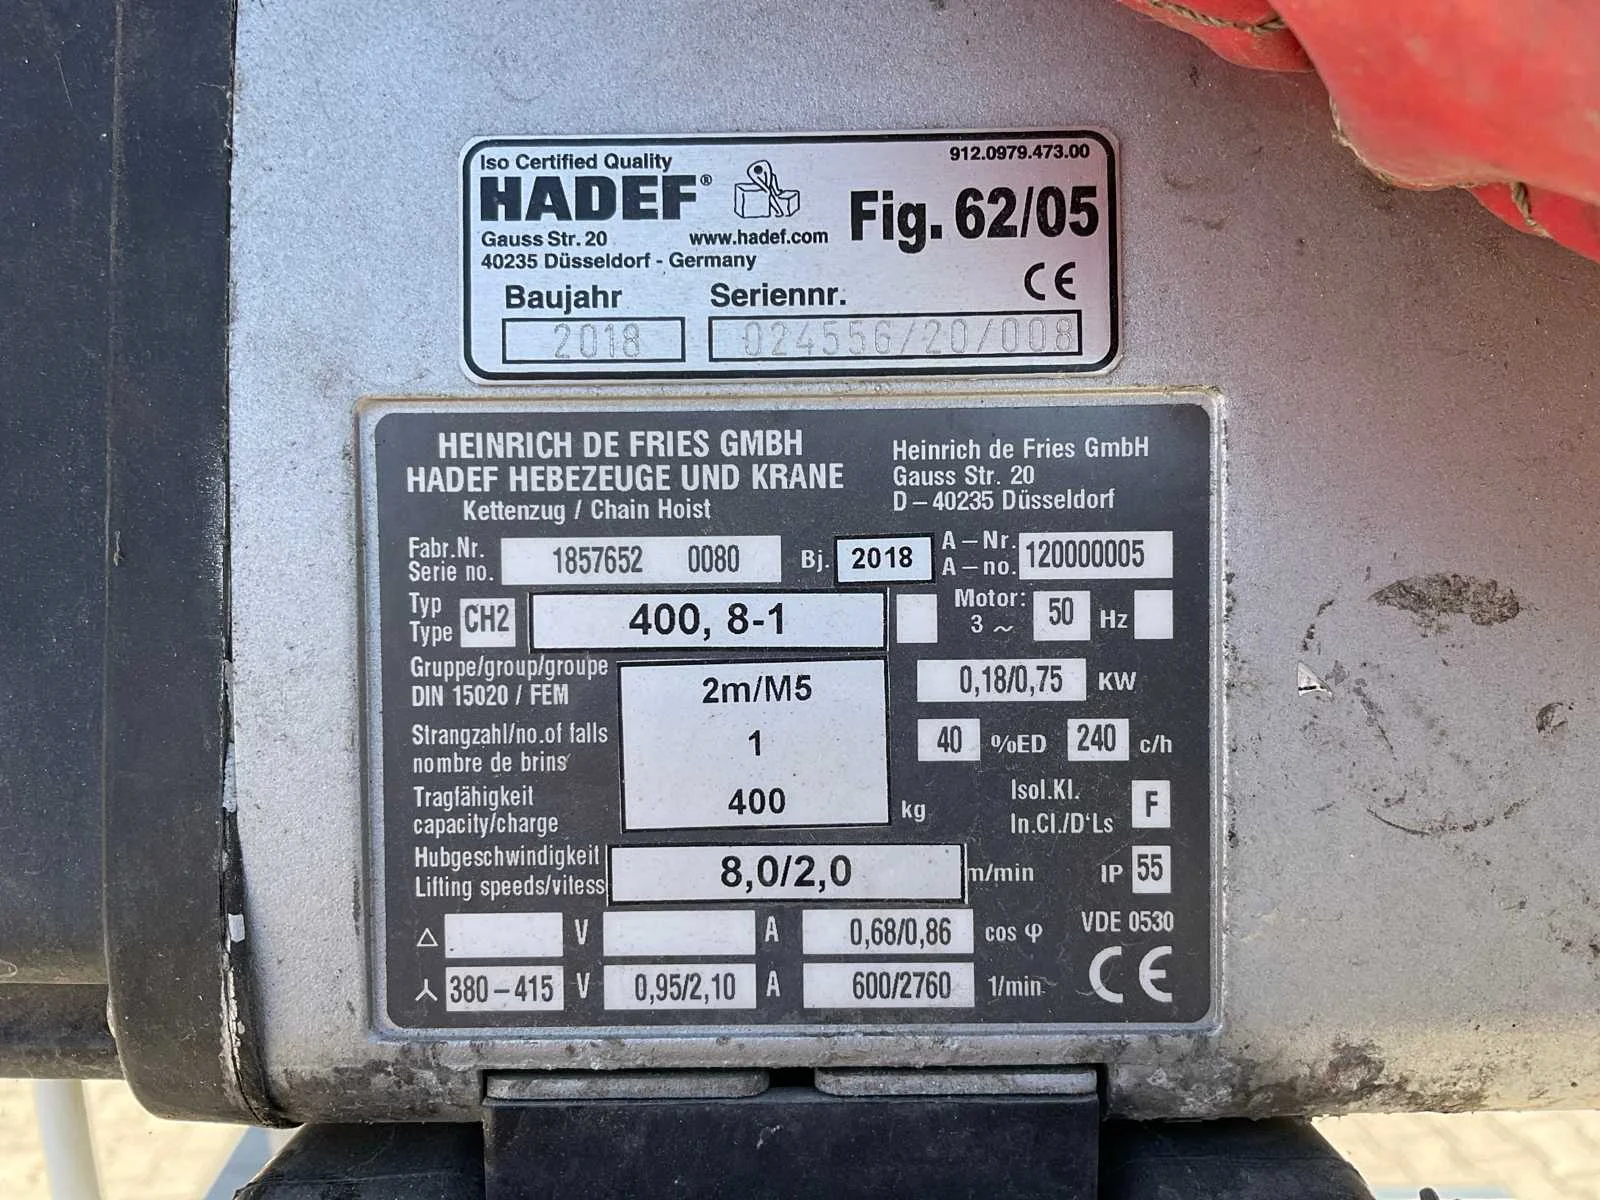 Iso Certified Quality
912.0979.473.00
HADEF®
Fig. 62/05
Gauss Str. 20
www.hadef.com
40235 Düsseldorf - Germany
CE
Baujahr
Seriennr.
2018
024556/20/008
HEINRICH DE FRIES GMBH
HADEF HEBEZEUGE UND KRANE
Kettenzug / Chain Hoist
Heinrich de Fries GmbH
Gauss Str. 20
D – 40235 Düsseldorf
Fabr.Nr.
Serie no.
1857652 0080
Bj. 2018
A – Nr.
A – no.
120000005
Typ
Type
CH2
400, 8-1
Motor:
3 ~
50 Hz
Gruppe/group/groupe
DIN 15020 / FEM
2m/M5
0,18/0,75 KW
Strangzahl/no.of falls
nombre de brins
1
40 %ED 240 c/h
Tragfähigkeit
capacity/charge
400 kg
Isol.Kl.
In.Cl./D'Ls
F
Hubgeschwindigkeit
Lifting speeds/vitess
8,0/2,0 m/min
IP 55
△ V A 0,68/0,86 cos φ
VDE 0530
380 – 415 V 0,95/2,10 A 600/2760 1/min
CE